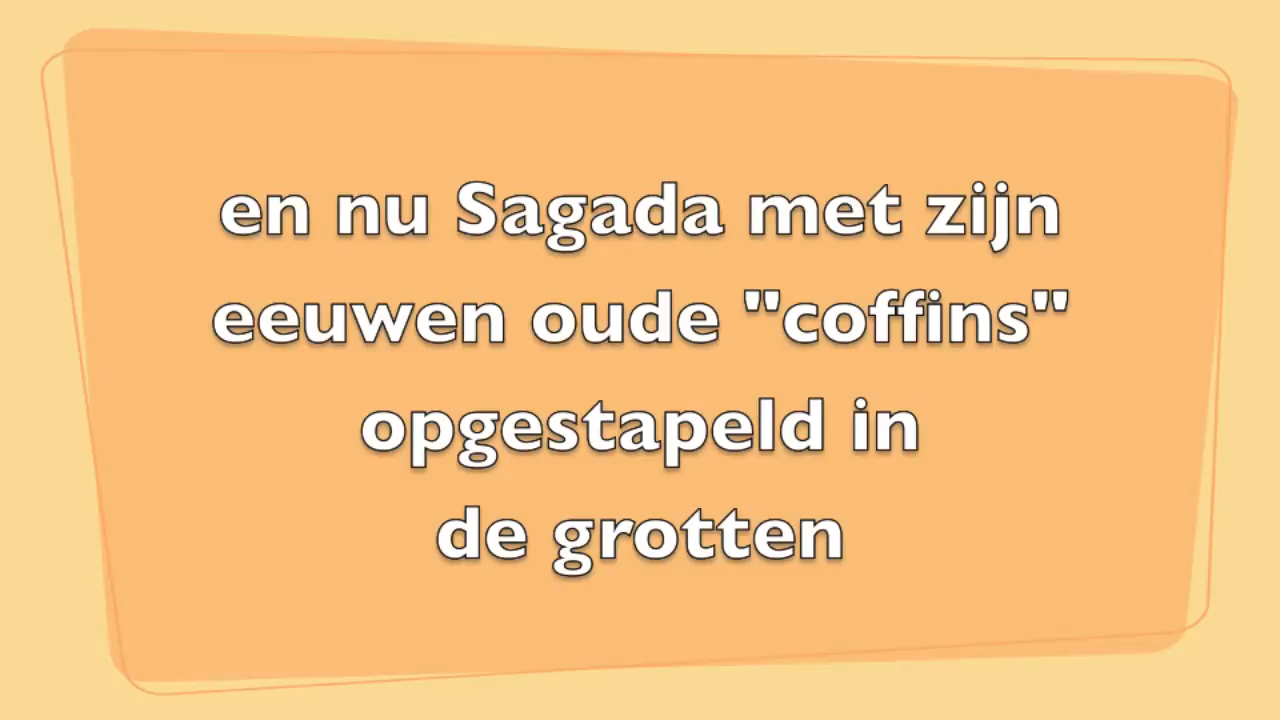 en nu Sagada met zijn
eeuwen oude "coffins"
opgestapeld in
de grotten